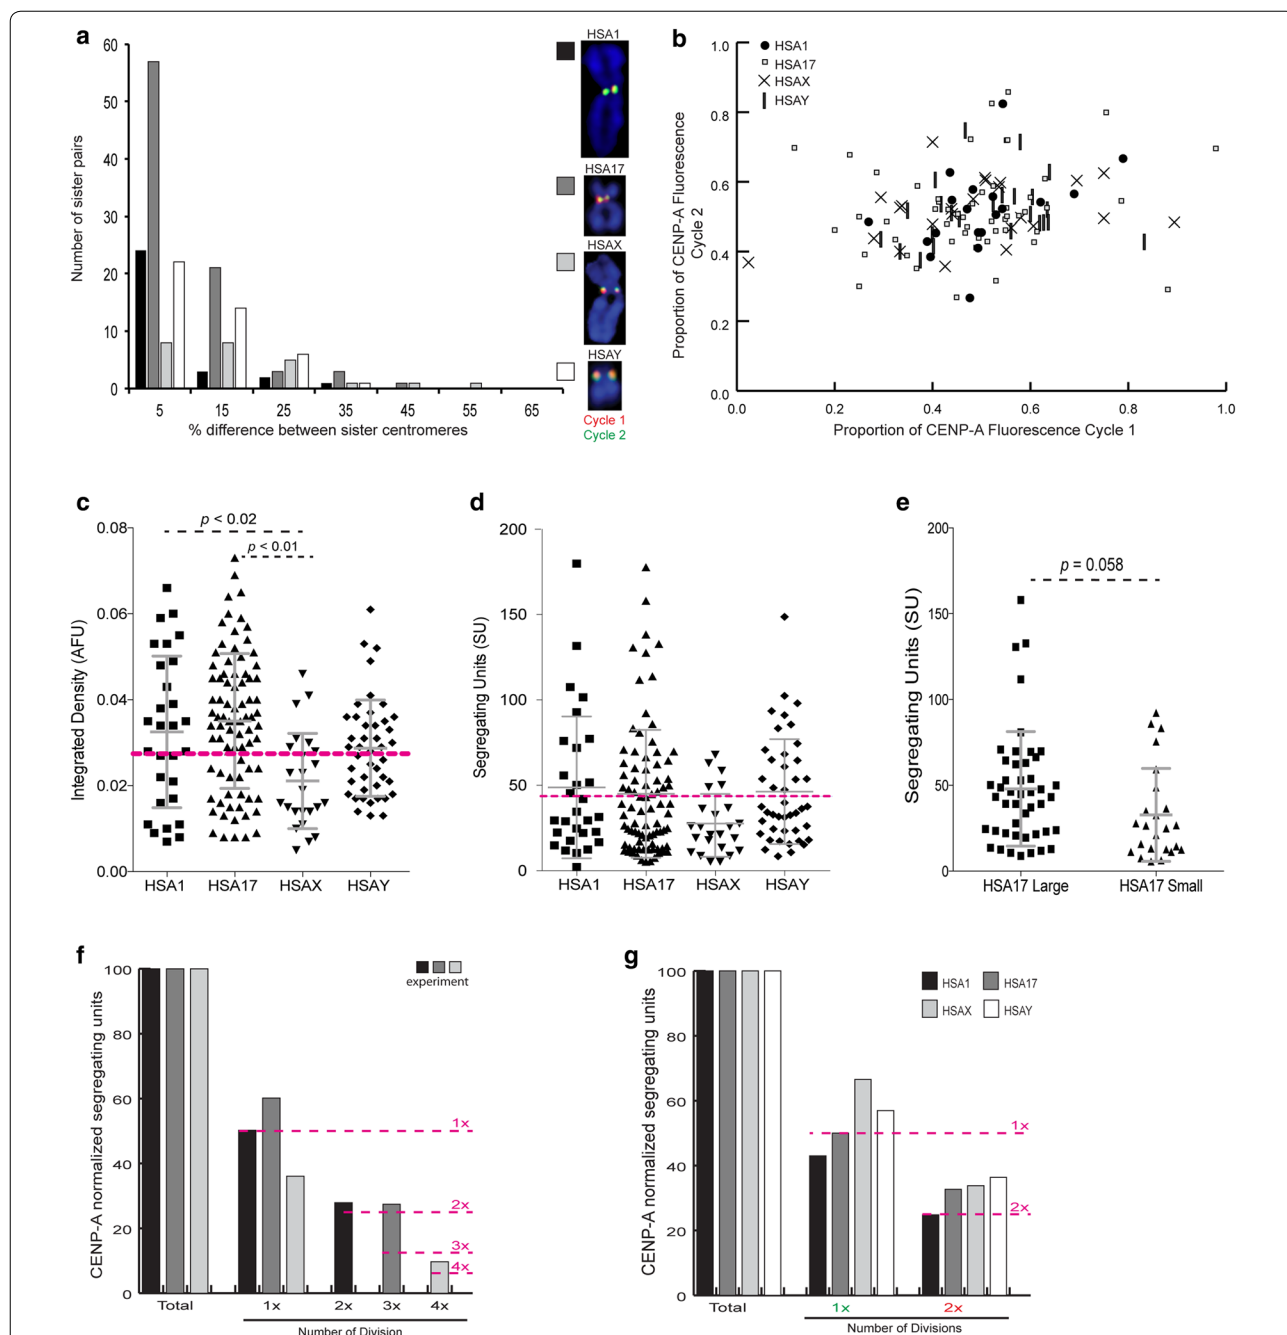 a
Number of sister pairs
60
50
40
30
20
10
0
5 15 25 35 45 55 65
% difference between sister centromeres
HSA1
HSA17
HSAX
HSAY
Cycle 1
Cycle 2
b
Proportion of CENP-A Fluorescence
Cycle 2
1.0
0.8
0.6
0.4
0.2
0.0
HSA1
HSA17
HSAX
HSAY
0.0 0.2 0.4 0.6 0.8 1.0
Proportion of CENP-A Fluorescence Cycle 1
c
Integrated Density (AFU)
0.08
0.06
0.04
0.02
0.00
p < 0.02
p < 0.01
HSA1 HSA17 HSAX HSAY
d
Segregating Units (SU)
200
150
100
50
0
HSA1 HSA17 HSAX HSAY
e
Segregating Units (SU)
200
150
100
50
0
p = 0.058
HSA17 Large HSA17 Small
f
CENP-A normalized segregating units
100
80
60
40
20
0
experiment
1x
2x
3x
4x
Total 1x 2x 3x 4x
Number of Division
g
CENP-A normalized segregating units
100
80
60
40
20
0
HSA1 HSA17
HSAX HSAY
1x
2x
Total 1x 2x
Number of Divisions